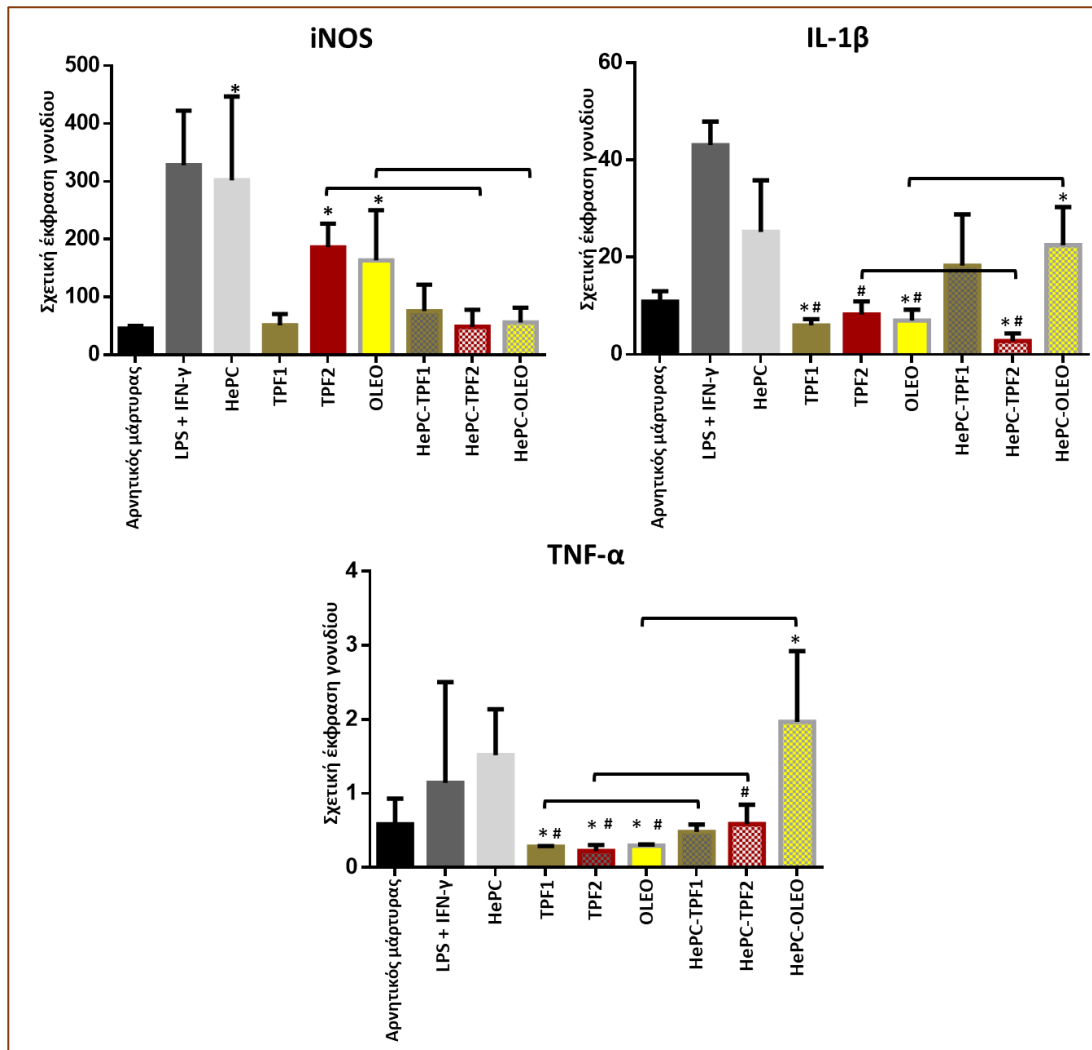 iNOS
Σχετική έκφραση γονιδίου
500
400
300
200
100
0
*
*
*
Αρνητικός μάρτυρας
LPS + IFN-γ
HePC
TPF1
TPF2
OLEO
HePC-TPF1
HePC-TPF2
HePC-OLEO
IL-1β
Σχετική έκφραση γονιδίου
60
40
20
0
* #
#
* #
* #
*
Αρνητικός μάρτυρας
LPS + IFN-γ
HePC
TPF1
TPF2
OLEO
HePC-TPF1
HePC-TPF2
HePC-OLEO
TNF-α
Σχετική έκφραση γονιδίου
4
3
2
1
0
* #
* #
* #
#
*
Αρνητικός μάρτυρας
LPS + IFN-γ
HePC
TPF1
TPF2
OLEO
HePC-TPF1
HePC-TPF2
HePC-OLEO